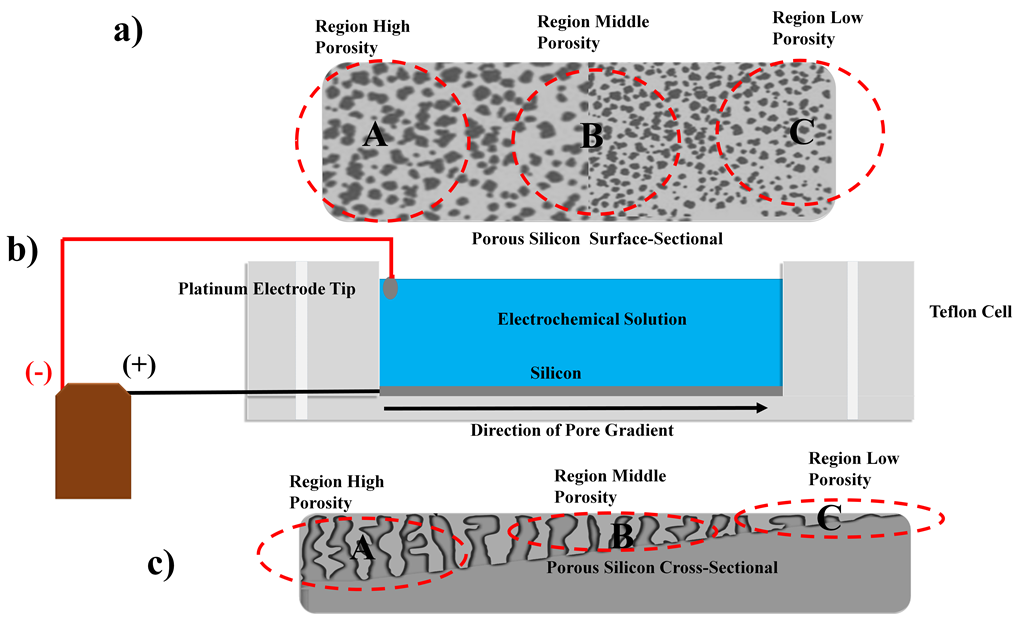 a)
Region High
Porosity
Region Middle
Porosity
Region Low
Porosity
A
B
C
Porous Silicon Surface-Sectional
b)
Platinum Electrode Tip
Electrochemical Solution
Teflon Cell
(-)
(+)
Silicon
Direction of Pore Gradient
Region High
Porosity
Region Middle
Porosity
Region Low
Porosity
A
B
C
c)
Porous Silicon Cross-Sectional